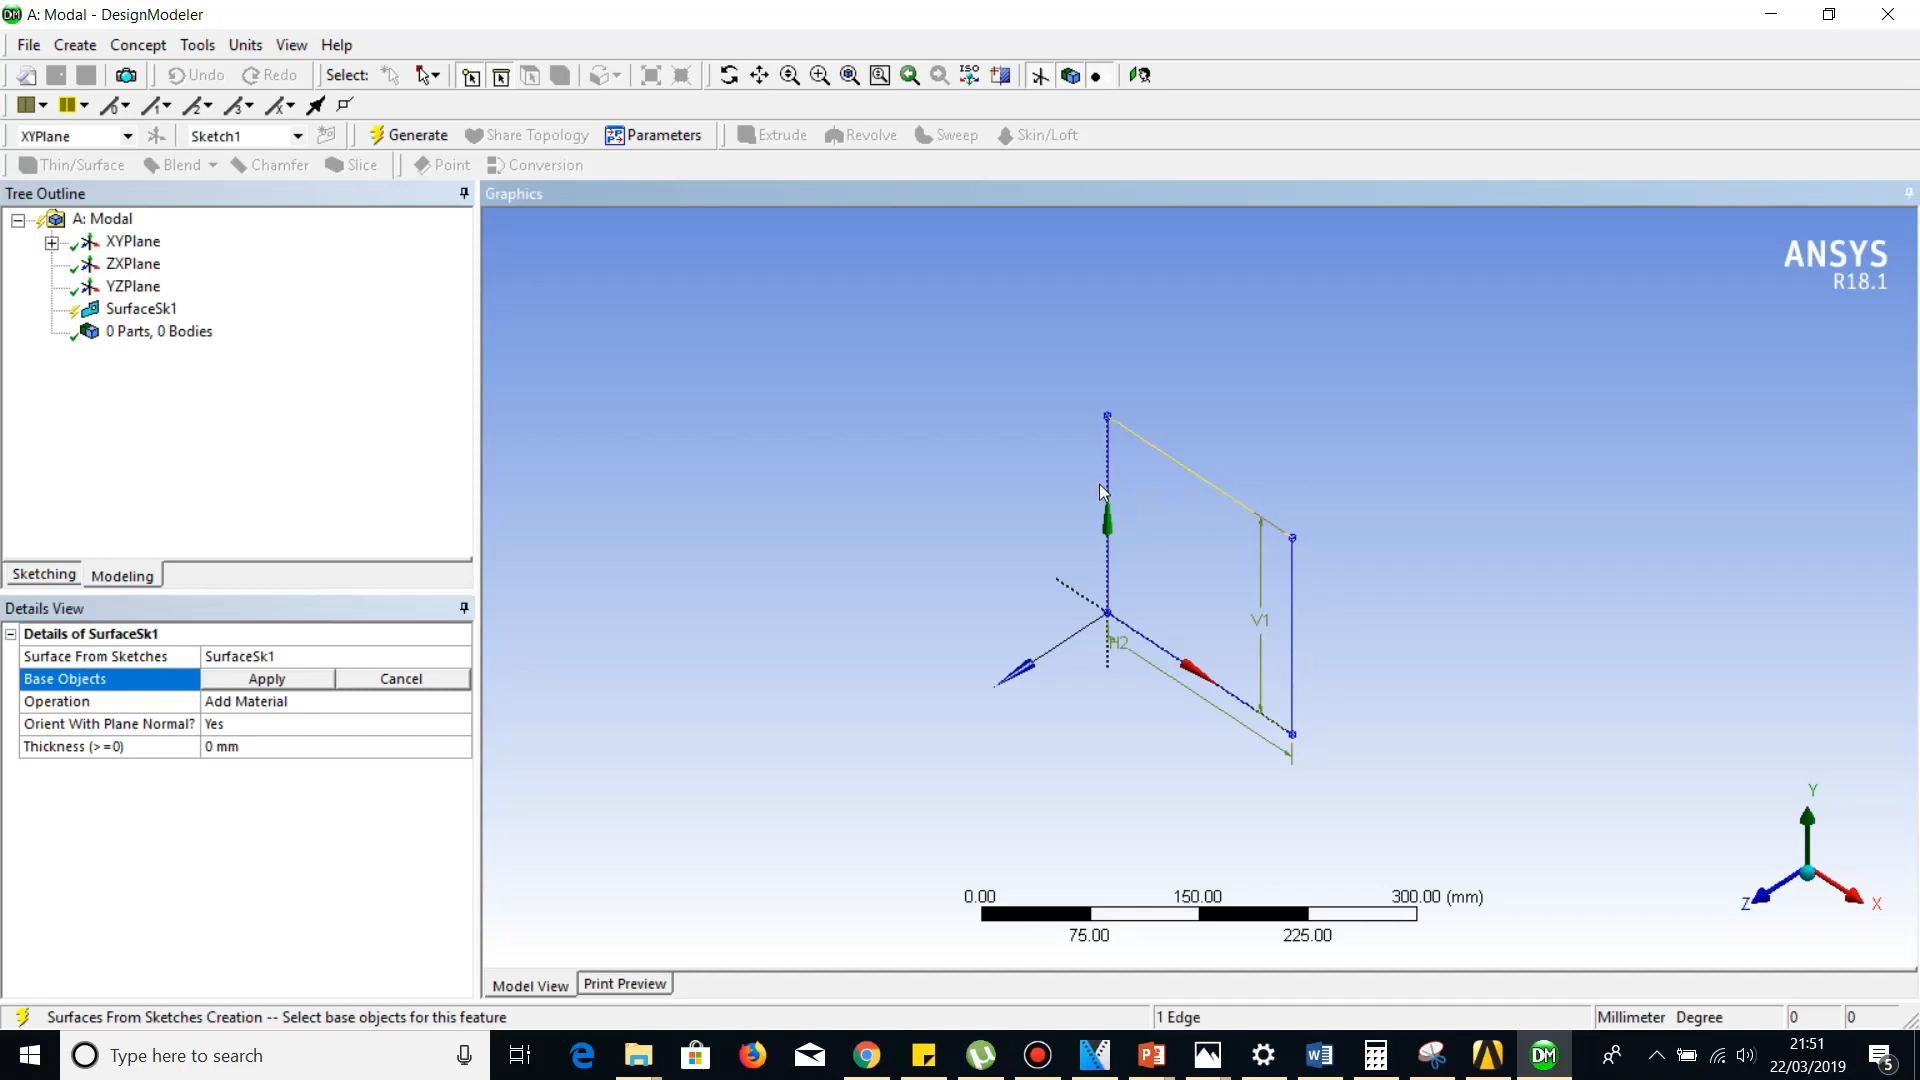 A: Modal - DesignModeler
File Create Concept Tools Units View Help
Undo Redo Select: ISO
XYPlane Sketch1 Generate Share Topology Parameters Extrude Revolve Sweep Skin/Loft
Thin/Surface Blend Chamfer Slice Point Conversion
Tree Outline
A: Modal
XYPlane
ZXPlane
YZPlane
SurfaceSk1
0 Parts, 0 Bodies
Sketching Modeling
Details View
Details of SurfaceSk1
Surface From Sketches SurfaceSk1
Base Objects Apply Cancel
Operation Add Material
Orient With Plane Normal? Yes
Thickness (>=0) 0 mm
Graphics
ANSYS
R18.1
V1
H2
Y
Z X
0.00 150.00 300.00 (mm)
75.00 225.00
Model View Print Preview
Surfaces From Sketches Creation -- Select base objects for this feature 1 Edge Millimeter Degree 0 0
Type here to search
DM
21:51
22/03/2019
5